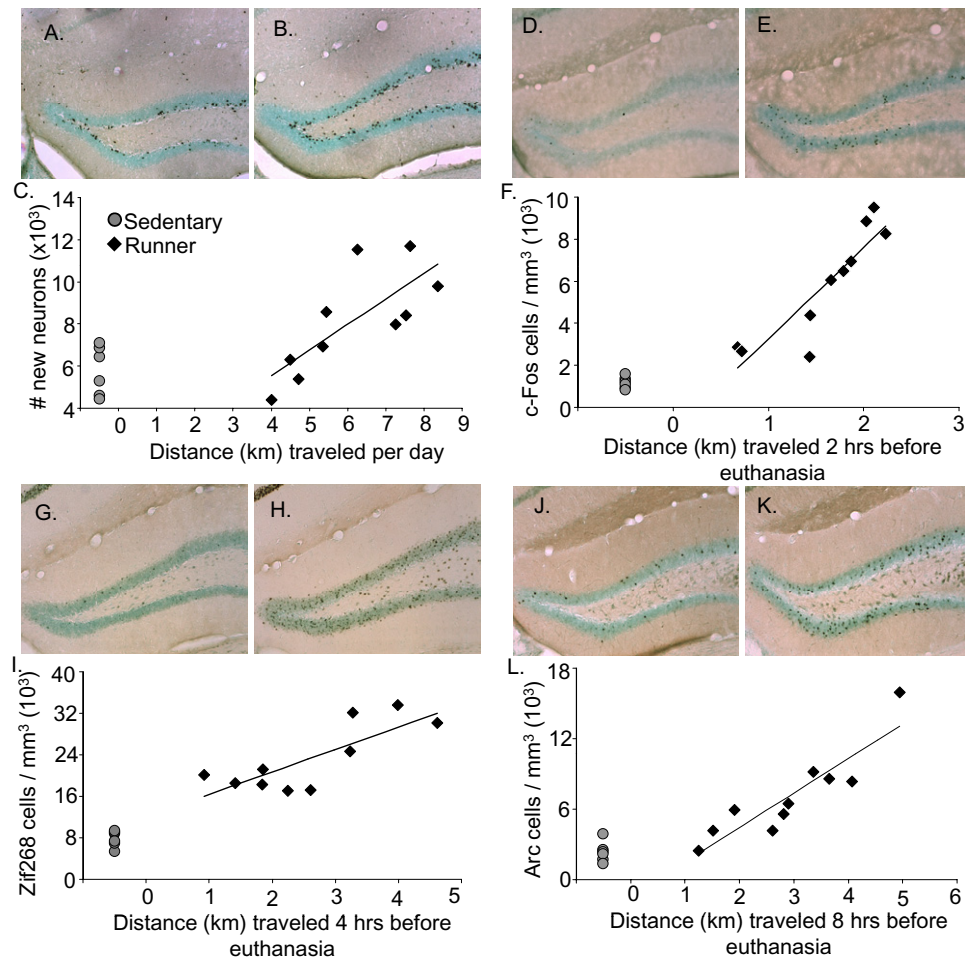 A.
B.
C.
14
12
10
8
6
4
# new neurons (x10³)
Sedentary
Runner
0 1 2 3 4 5 6 7 8 9
Distance (km) traveled per day
D.
E.
F.
10
8
6
4
2
0
c-Fos cells / mm³ (10³)
0 1 2 3
Distance (km) traveled 2 hrs before
euthanasia
G.
H.
I.
40
32
24
16
8
0
Zif268 cells / mm³ (10³)
0 1 2 3 4 5
Distance (km) traveled 4 hrs before
euthanasia
J.
K.
L.
18
12
6
0
Arc cells / mm³ (10³)
0 1 2 3 4 5 6
Distance (km) traveled 8 hrs before
euthanasia